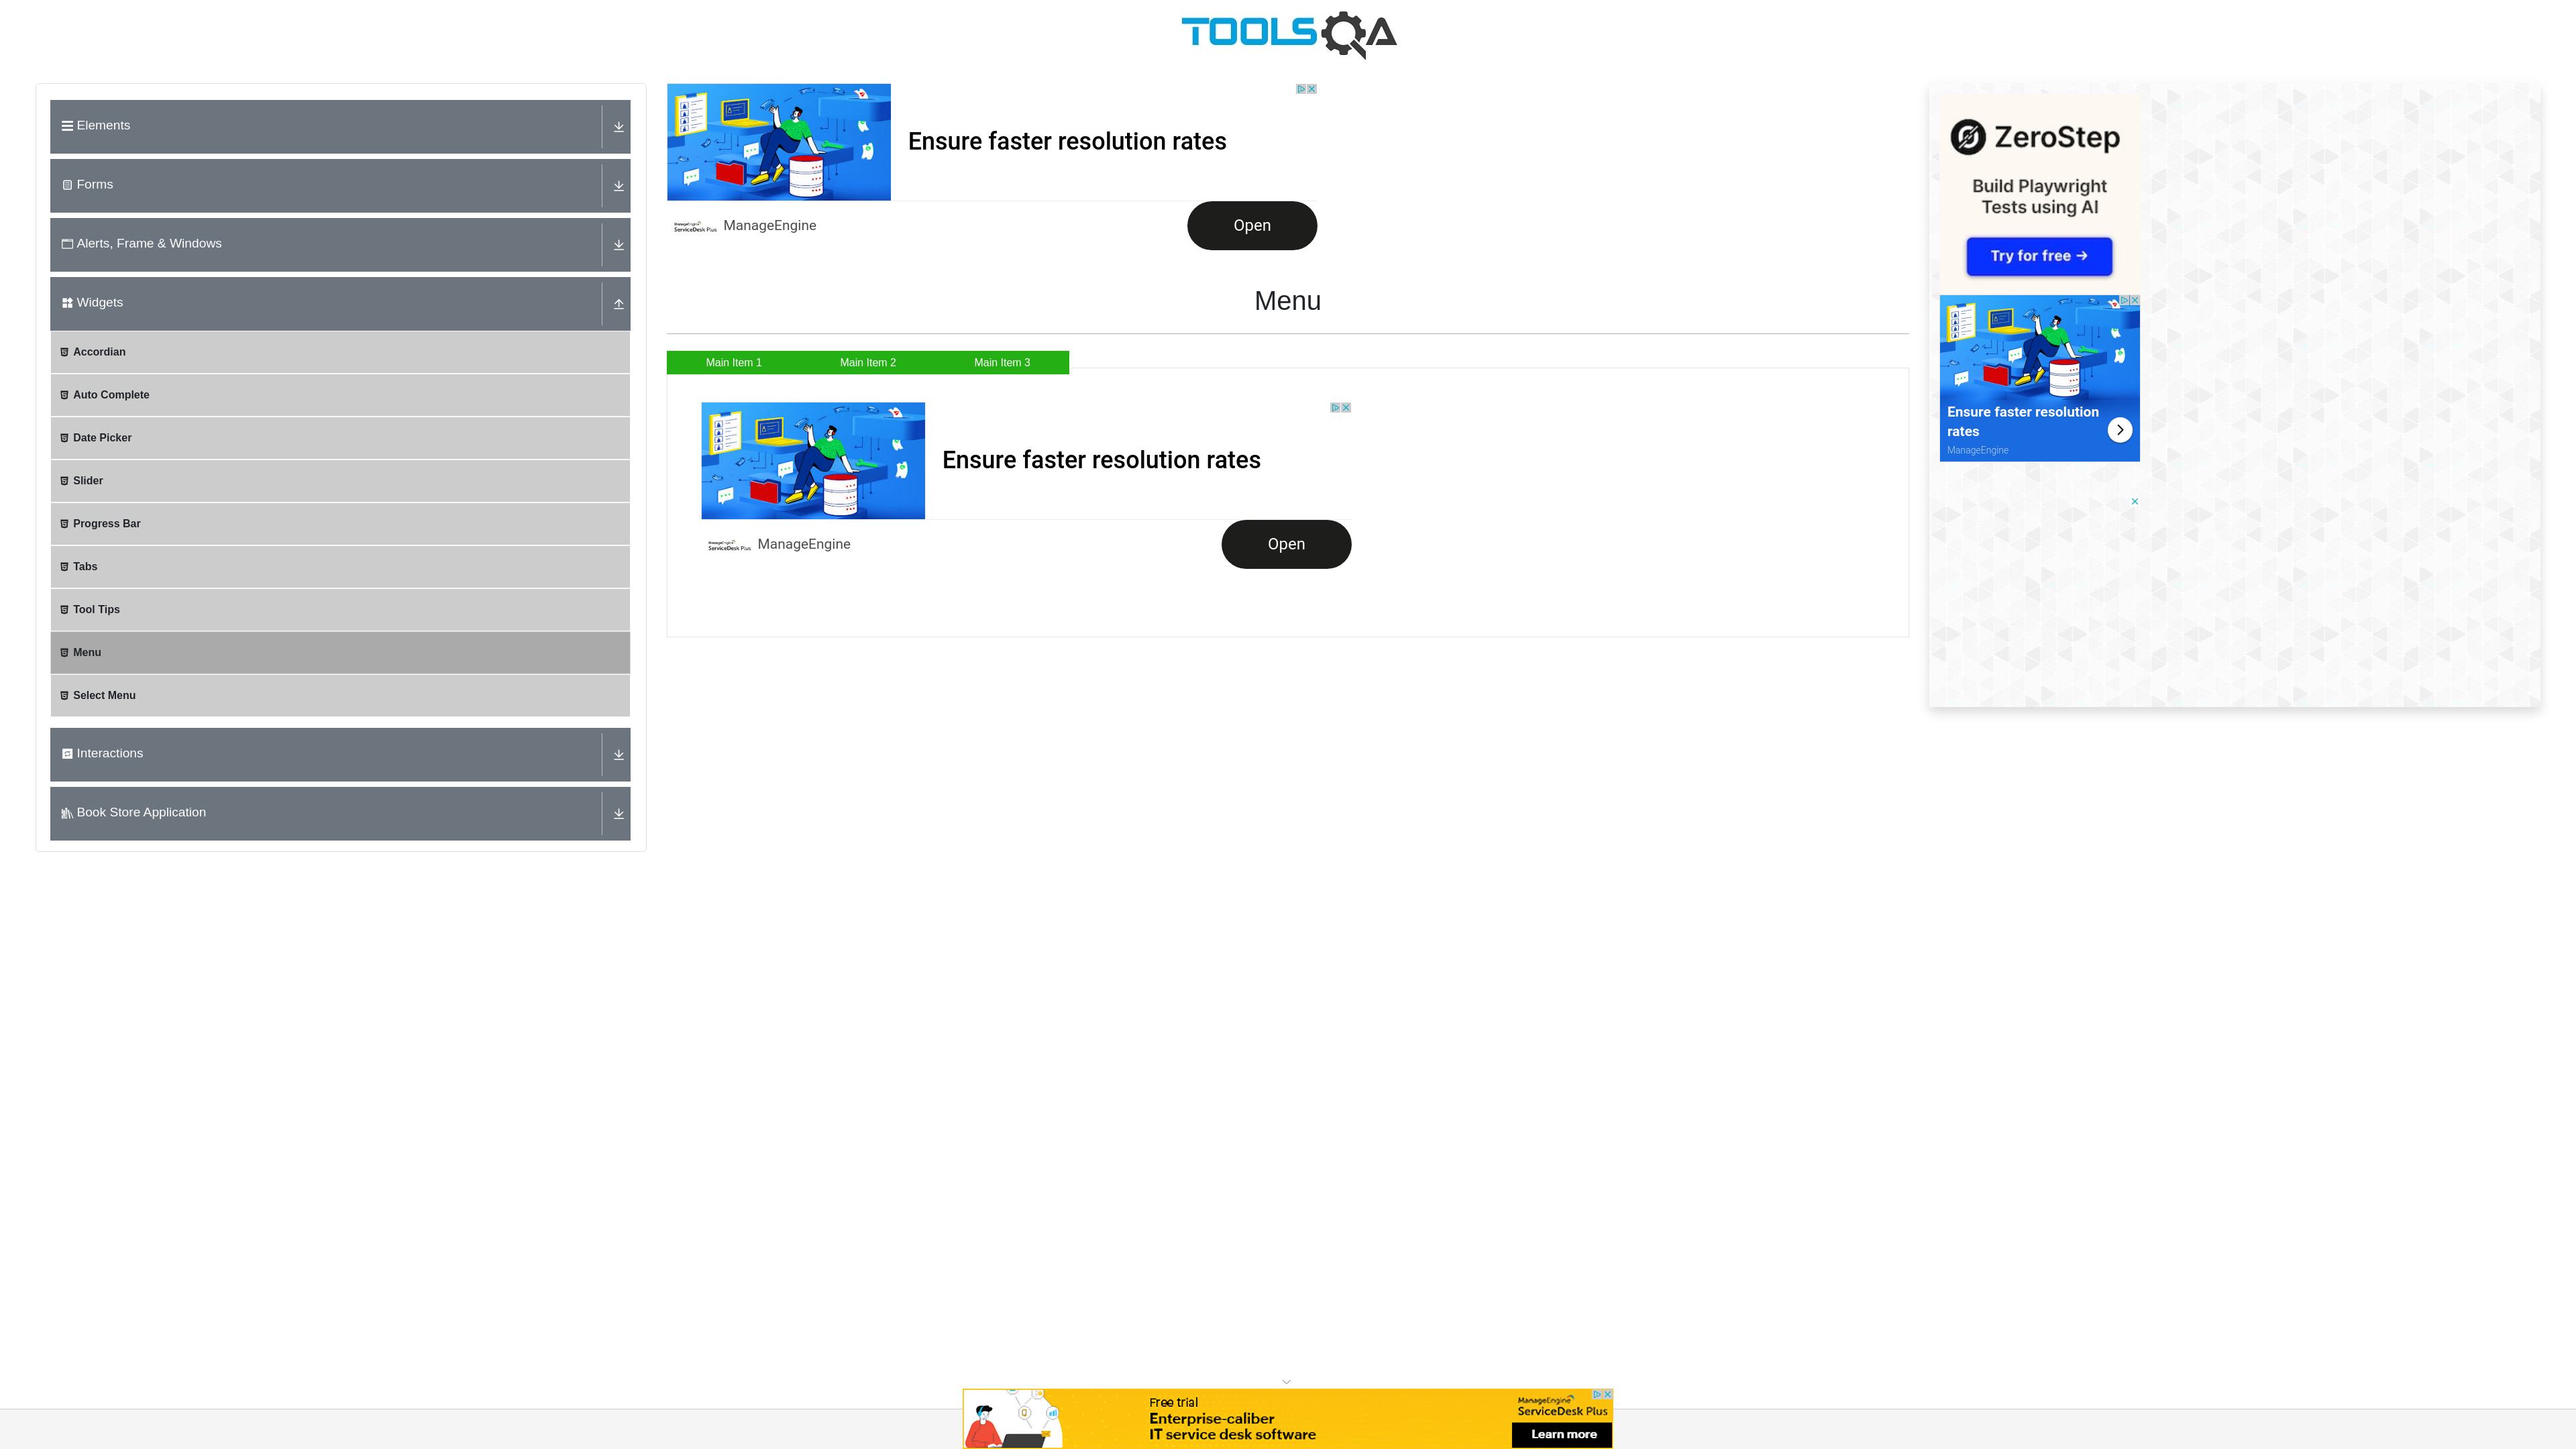 TOOLSQA
Elements
Forms
Alerts, Frame & Windows
Widgets
Accordian
Auto Complete
Date Picker
Slider
Progress Bar
Tabs
Tool Tips
Menu
Select Menu
Interactions
Book Store Application
Ensure faster resolution rates
ManageEngine
ServiceDesk Plus
ManageEngine
Open
Menu
Main Item 1
Main Item 2
Main Item 3
Ensure faster resolution rates
ManageEngine
ServiceDesk Plus
ManageEngine
Open
ZeroStep
Build Playwright
Tests using AI
Try for free →
Ensure faster resolution
rates
ManageEngine
Free trial
Enterprise-caliber
IT service desk software
ManageEngine
ServiceDesk Plus
Learn more